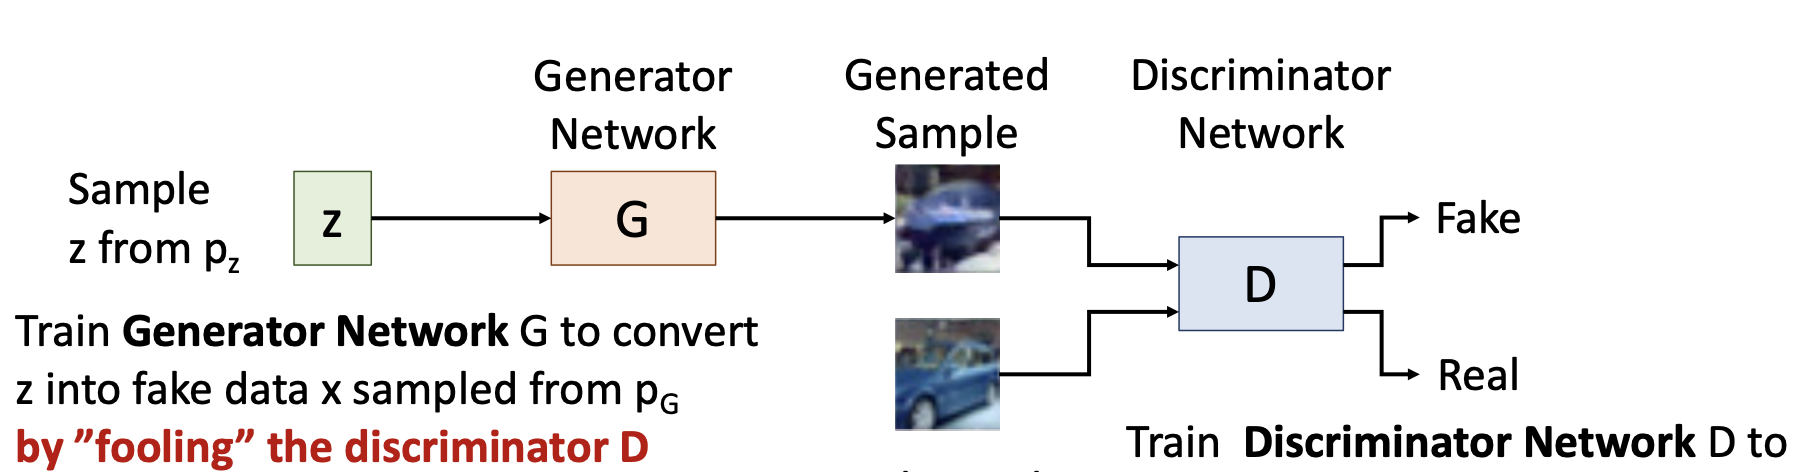 Generator
Network
Generated
Sample
Discriminator
Network
Sample
z from pz
z
G
D
Fake
Real
Train Generator Network G to convert
z into fake data x sampled from pG
by ”fooling” the discriminator D
Train Discriminator Network D to